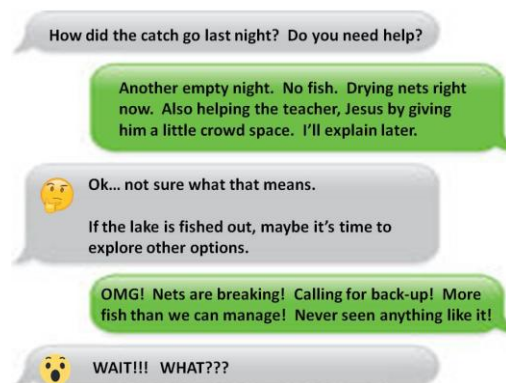 How did the catch go last night?  Do you need help?
Another empty night.  No fish.  Drying nets right
now.  Also helping the teacher, Jesus by giving
him a little crowd space.  I'll explain later.
Ok... not sure what that means.
If the lake is fished out, maybe it's time to
explore other options.
OMG!  Nets are breaking!  Calling for back-up!  More
fish than we can manage!  Never seen anything like it!
WAIT!!!   WHAT???